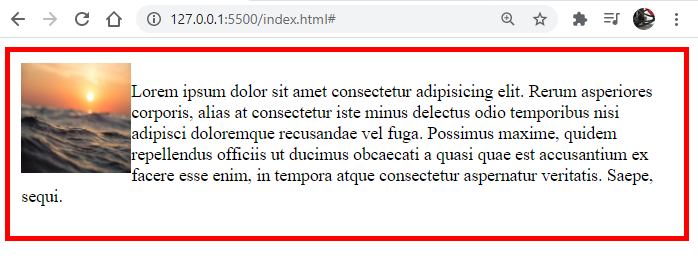 127.0.0.1:5500/index.html#
Lorem ipsum dolor sit amet consectetur adipisicing elit. Rerum asperiores
corporis, alias at consectetur iste minus delectus odio temporibus nisi
adipisci doloremque recusandae vel fuga. Possimus maxime, quidem
repellendus officiis ut ducimus obcaecati a quasi quae est accusantium ex
facere esse enim, in tempora atque consectetur aspernatur veritatis. Saepe,
sequi.